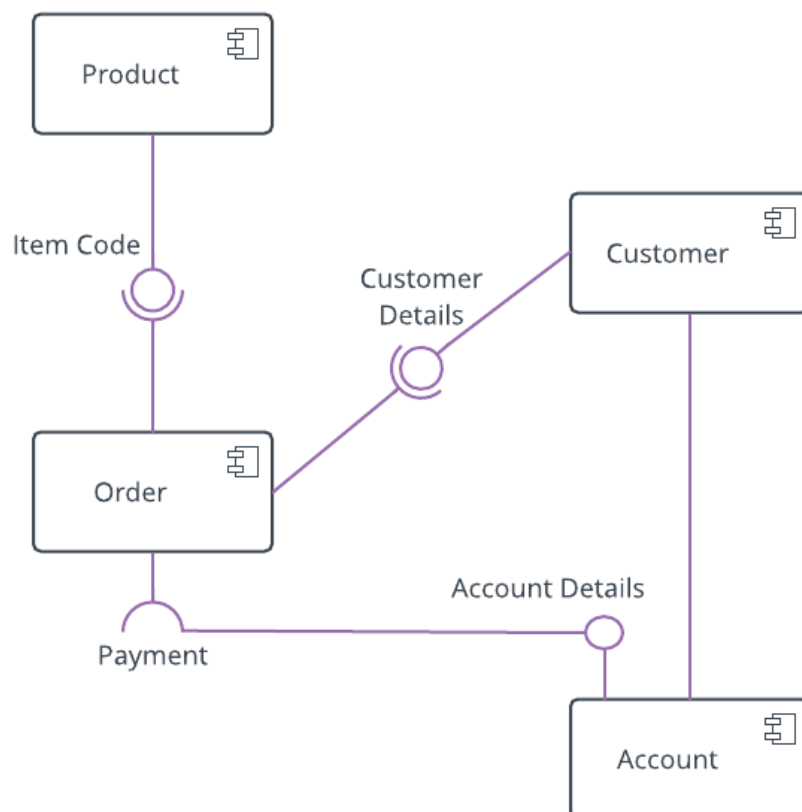 Product
Item Code
Customer
Customer
Details
Order
Account Details
Payment
Account